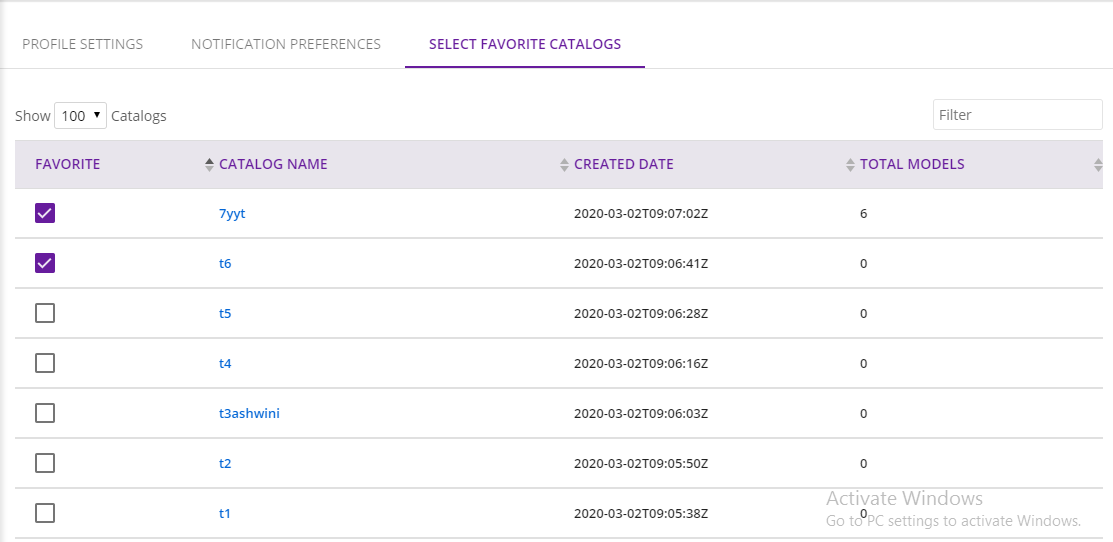 PROFILE SETTINGS NOTIFICATION PREFERENCES SELECT FAVORITE CATALOGS
Show 100 Catalogs Filter
FAVORITE CATALOG NAME CREATED DATE TOTAL MODELS
7yyt 2020-03-02T09:07:02Z 6
t6 2020-03-02T09:06:41Z 0
t5 2020-03-02T09:06:28Z 0
t4 2020-03-02T09:06:16Z 0
t3ashwini 2020-03-02T09:06:03Z 0
t2 2020-03-02T09:05:50Z 0
t1 2020-03-02T09:05:38Z 0
Activate Windows
Go to PC settings to activate Windows.